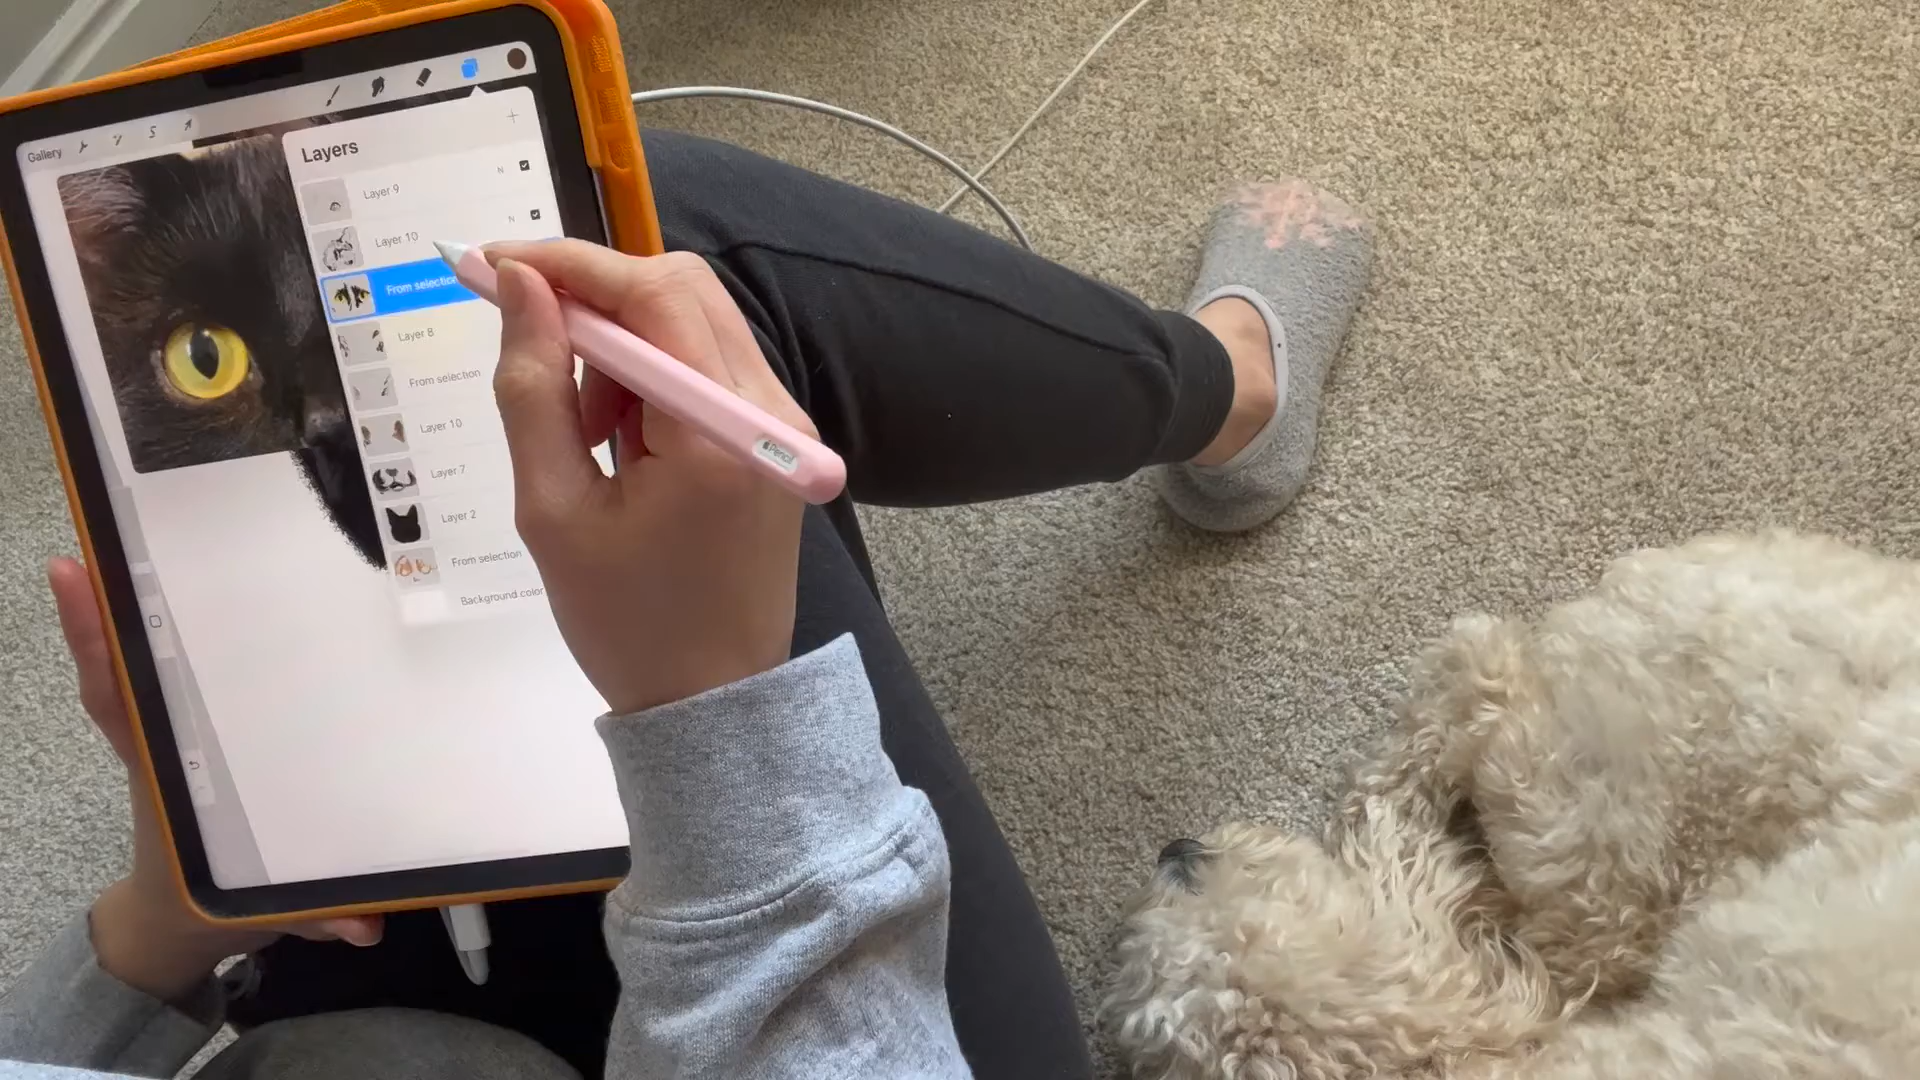 Gallery
Layers
Layer 9
N
Layer 10
N
From selection
Layer 8
From selection
Layer 10
Layer 7
Layer 2
From selection
Background color
Pencil